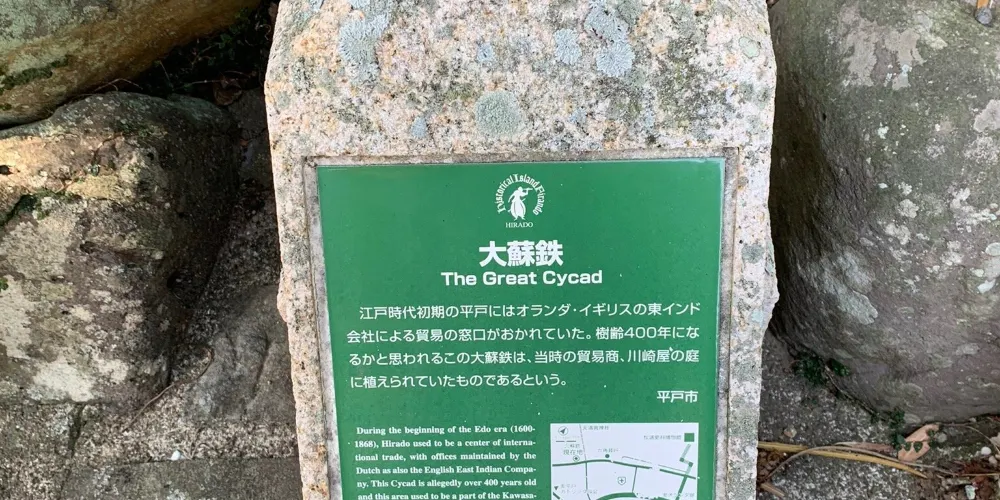 Historical Island Firando
HIRADO
大蘇鉄
The Great Cycad
江戸時代初期の平戸にはオランダ・イギリスの東インド
会社による貿易の窓口がおかれていた。樹齢400年にな
るかと思われるこの大蘇鉄は、当時の貿易商、川崎屋の庭
に植えられていたものであるという。
平戸市
During the beginning of the Edo era (1600-
1868), Hirado used to be a center of interna-
tional trade, with offices maintained by the
Dutch as also the English East Indian Compa-
ny. This Cycad is allegedly over 400 years old
and this area used to be a part of the Kawasa-
現在地